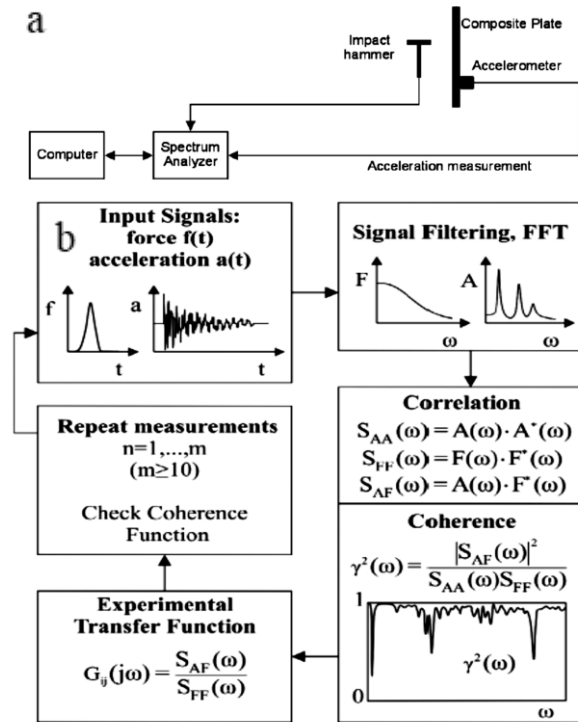 a
Composite Plate
Impact
hammer
Accelerometer
Computer
Spectrum
Analyzer
Acceleration measurement
b
Input Signals:
force f(t)
acceleration a(t)
f
t
a
t
Signal Filtering, FFT
F
ω
A
ω
Correlation
S_AA(ω)=A(ω)·A*(ω)
S_FF(ω)=F(ω)·F*(ω)
S_AF(ω)=A(ω)·F*(ω)
Coherence
γ²(ω)=|S_AF(ω)|²/S_AA(ω)S_FF(ω)
1
γ²(ω)
0
ω
Experimental
Transfer Function
G_ij(jω)=S_AF(ω)/S_FF(ω)
Repeat measurements
n=1,...,m
(m≥10)
Check Coherence
Function